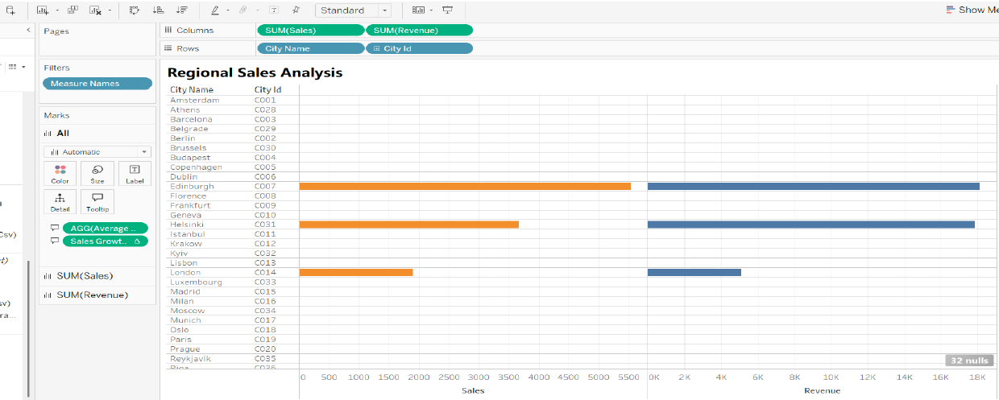 Standard
Show Me
Pages
Columns
SUM(Sales)
SUM(Revenue)
Rows
City Name
City Id
Filters
Measure Names
Marks
All
Automatic
Color
Size
Label
Detail
Tooltip
AGG(Average ..
Sales Growt..
SUM(Sales)
SUM(Revenue)
Csv)
Regional Sales Analysis
City Name City Id
Amsterdam C001
Athens C028
Barcelona C003
Belgrade C029
Berlin C002
Brussels C030
Budapest C004
Copenhagen C005
Dublin C006
Edinburgh C007
Florence C008
Frankfurt C009
Geneva C010
Helsinki C031
Istanbul C011
Krakow C012
Kyiv C032
Lisbon C013
London C014
Luxembourg C033
Madrid C015
Milan C016
Moscow C034
Munich C017
Oslo C018
Paris C019
Prague C020
Reykjavik C035
32 nulls
0 500 1000 1500 2000 2500 3000 3500 4000 4500 5000 5500 0K 2K 4K 6K 8K 10K 12K 14K 16K 18K
Sales Revenue